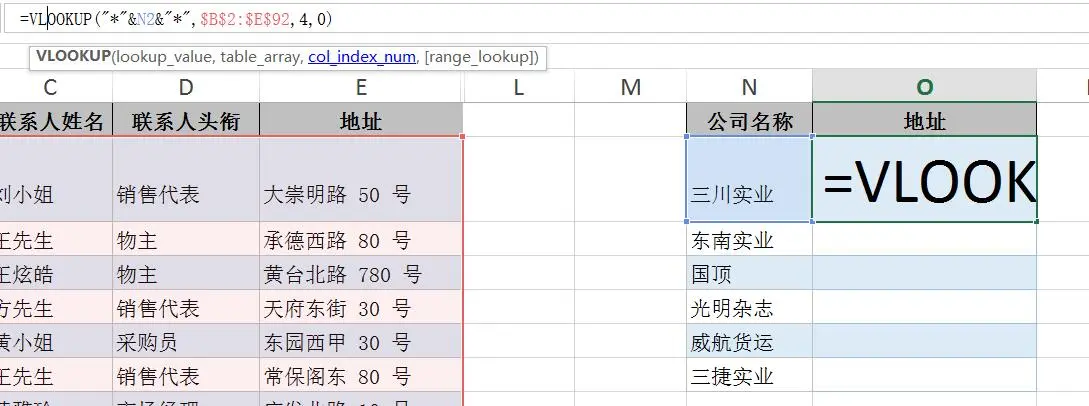 =VLOOKUP("*"&N2&"*",$B$2:$E$92,4,0)
VLOOKUP(lookup_value, table_array, col_index_num, [range_lookup])
C D E L M N O
联系人姓名 联系人头衔 地址 公司名称 地址
刘小姐 销售代表 大崇明路 50 号 三川实业 =VLOOK
王先生 物主 承德西路 80 号 东南实业
王炫皓 物主 黄台北路 780 号 国顶
方先生 销售代表 天府东街 30 号 光明杂志
黄小姐 采购员 东园西甲 30 号 威航货运
王先生 销售代表 常保阁东 80 号 三捷实业